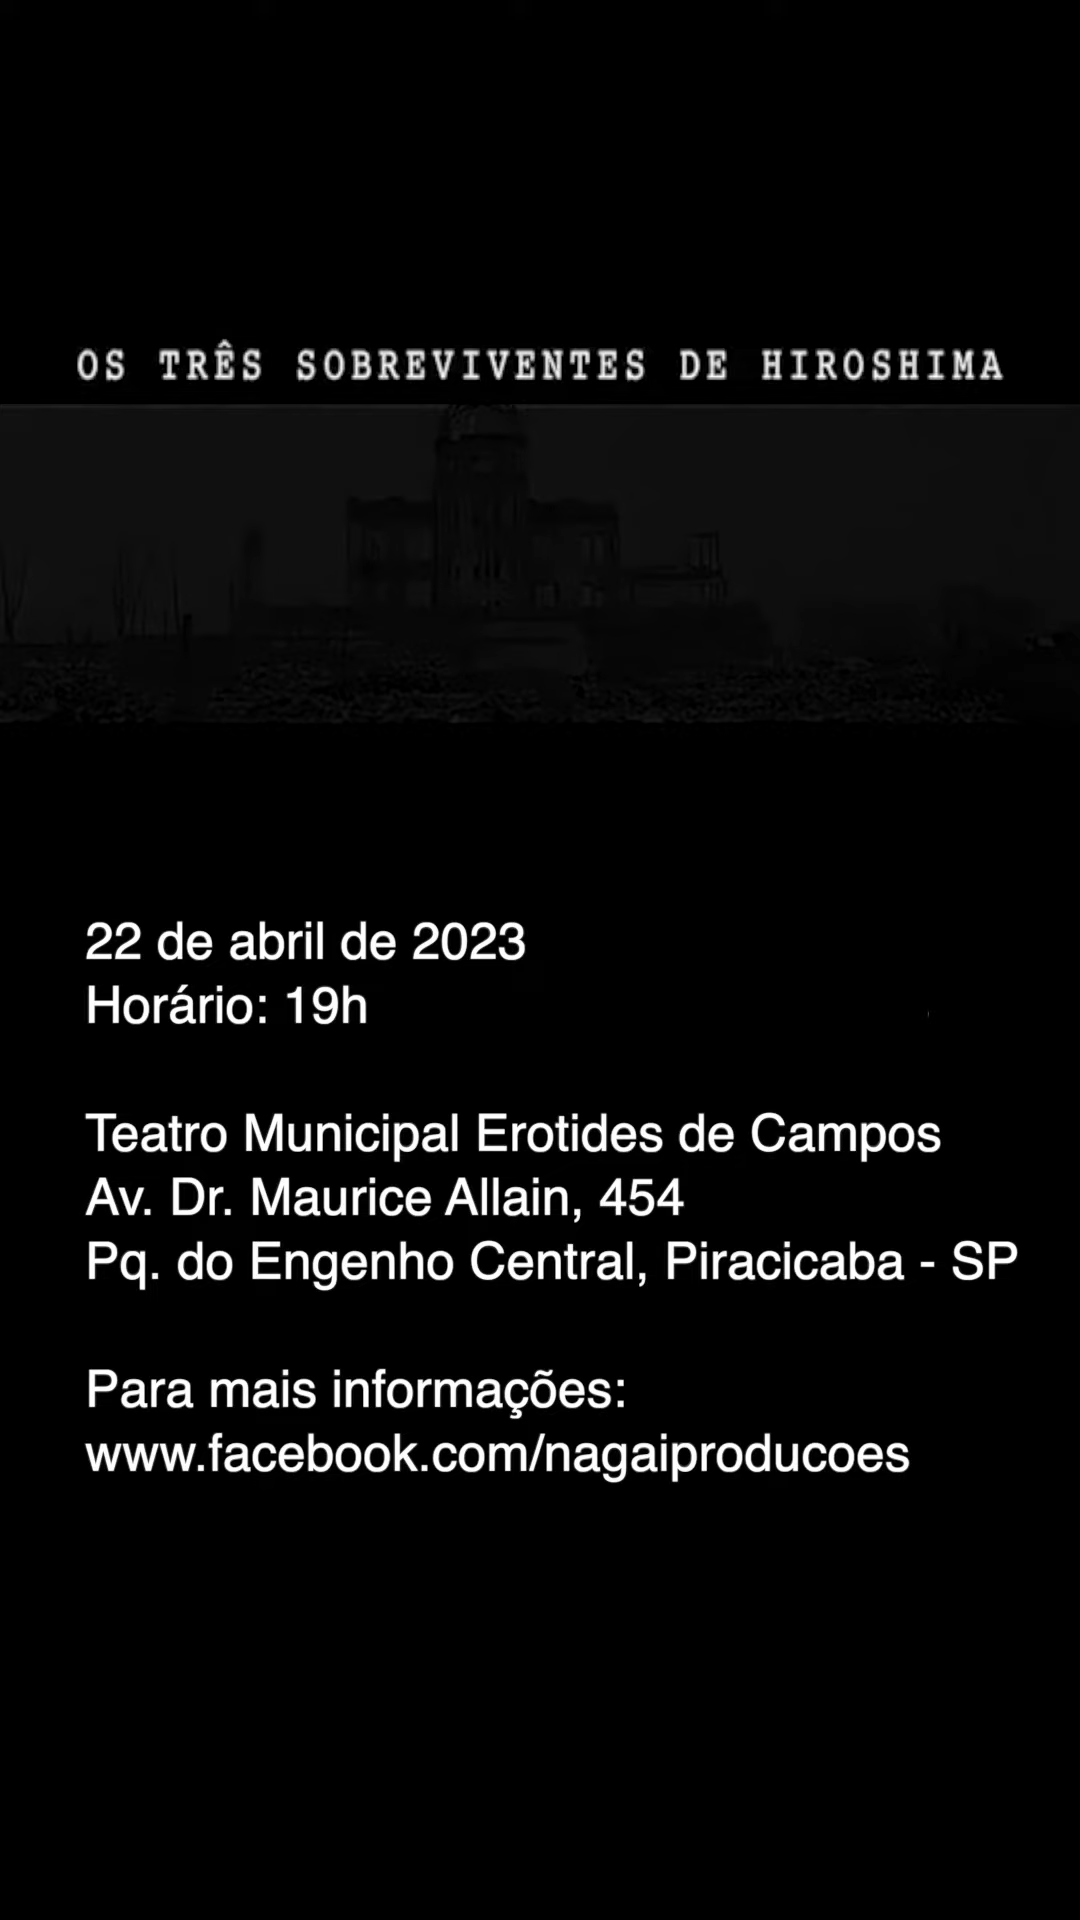 OS TRÊS SOBREVIVENTES DE HIROSHIMA
22 de abril de 2023
Horário: 19h
Teatro Municipal Erotides de Campos
Av. Dr. Maurice Allain, 454
Pq. do Engenho Central, Piracicaba - SP
Para mais informações:
www.facebook.com/nagaiproducoes